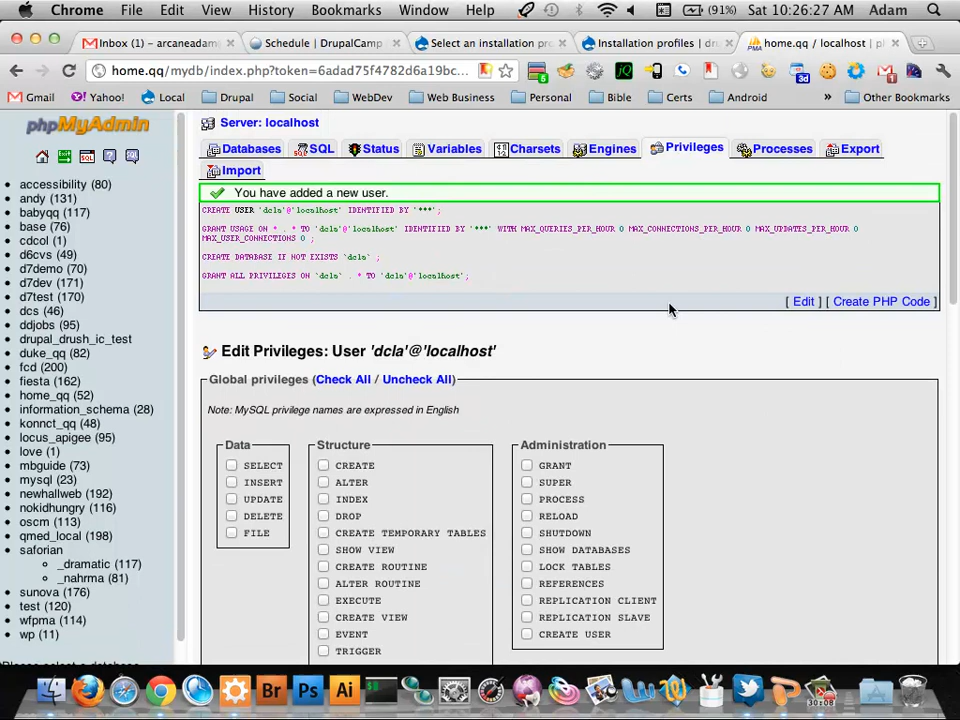 Chrome File Edit View History Bookmarks Window Help (91%) Sat 10:26:27 AM Adam
Inbox (1) – arcaneadam Schedule | DrupalCamp Select an installation pro Installation profiles | dr home.qq / localhost | p
home.qq/mydb/index.php?token=6adad75f4782d6a19bc...
Gmail Yahoo! Local Drupal Social WebDev Web Business Personal Bible Certs Android » Other Bookmarks
phpMyAdmin
accessibility (80)
andy (131)
babyqq (117)
base (76)
cdcol (1)
d6cvs (49)
d7demo (70)
d7dev (171)
d7test (170)
dcs (46)
ddjobs (95)
drupal_drush_ic_test
duke_qq (82)
fcd (200)
fiesta (162)
home_qq (52)
information_schema (28)
konnct_qq (48)
locus_apigee (95)
love (1)
mbguide (73)
mysql (23)
newhallweb (192)
nokidhungry (116)
oscm (113)
qmed_local (198)
saforian
_dramatic (117)
_nahrma (81)
sunova (176)
test (120)
wfpma (114)
wp (11)
Server: localhost
Databases SQL Status Variables Charsets Engines Privileges Processes Export
Import
You have added a new user.
CREATE USER 'dcla'@'localhost' IDENTIFIED BY '***';
GRANT USAGE ON * . * TO 'dcla'@'localhost' IDENTIFIED BY '***' WITH MAX_QUERIES_PER_HOUR 0 MAX_CONNECTIONS_PER_HOUR 0 MAX_UPDATES_PER_HOUR 0
MAX_USER_CONNECTIONS 0 ;
CREATE DATABASE IF NOT EXISTS `dcla` ;
GRANT ALL PRIVILEGES ON `dcla` . * TO 'dcla'@'localhost';
[ Edit ] [ Create PHP Code ]
Edit Privileges: User 'dcla'@'localhost'
Global privileges (Check All / Uncheck All)
Note: MySQL privilege names are expressed in English
Data
SELECT
INSERT
UPDATE
DELETE
FILE
Structure
CREATE
ALTER
INDEX
DROP
CREATE TEMPORARY TABLES
SHOW VIEW
CREATE ROUTINE
ALTER ROUTINE
EXECUTE
CREATE VIEW
EVENT
TRIGGER
Administration
GRANT
SUPER
PROCESS
RELOAD
SHUTDOWN
SHOW DATABASES
LOCK TABLES
REFERENCES
REPLICATION CLIENT
REPLICATION SLAVE
CREATE USER
Br Ps Ai 30:08